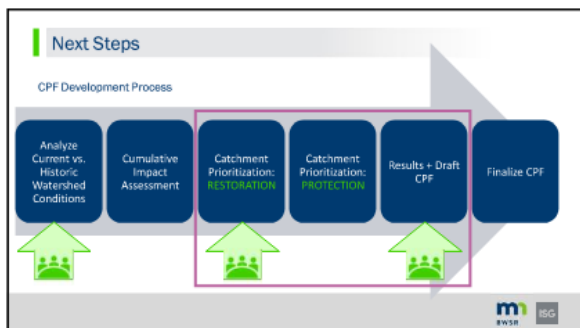 Next Steps
CPF Development Process
Analyze
Current vs.
Historic
Watershed
Conditions
Cumulative
Impact
Assessment
Catchment
Prioritization:
RESTORATION
Catchment
Prioritization:
PROTECTION
Results + Draft
CPF
Finalize CPF
mn
BWSR
ISG